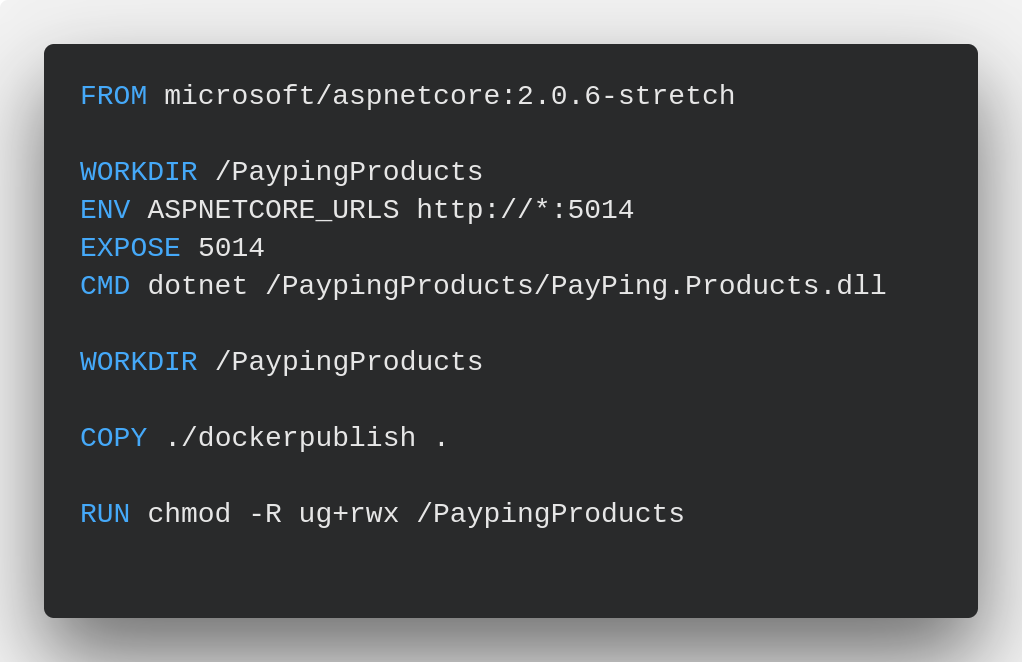 FROM microsoft/aspnetcore:2.0.6-stretch
WORKDIR /PaypingProducts
ENV ASPNETCORE_URLS http://*:5014
EXPOSE 5014
CMD dotnet /PaypingProducts/PayPing.Products.dll
WORKDIR /PaypingProducts
COPY ./dockerpublish .
RUN chmod -R ug+rwx /PaypingProducts